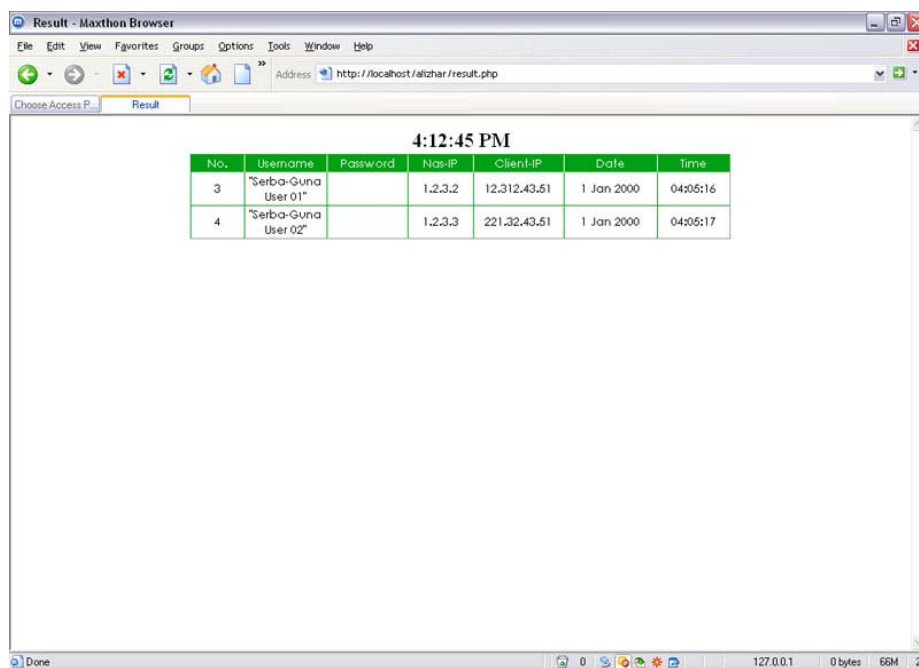 Result - Maxthon Browser
File Edit View Favorites Groups Options Tools Window Help
Address http://localhost/alizhar/result.php
Choose Access P... Result
4:12:45 PM
No. Username Password Nas-IP Client-IP Date Time
3 "Serba-Guna User 01" 1.2.3.2 12.312.43.51 1 Jan 2000 04:05:16
4 "Serba-Guna User 02" 1.2.3.3 221.32.43.51 1 Jan 2000 04:05:17
Done 0 127.0.0.1 0 bytes 66M